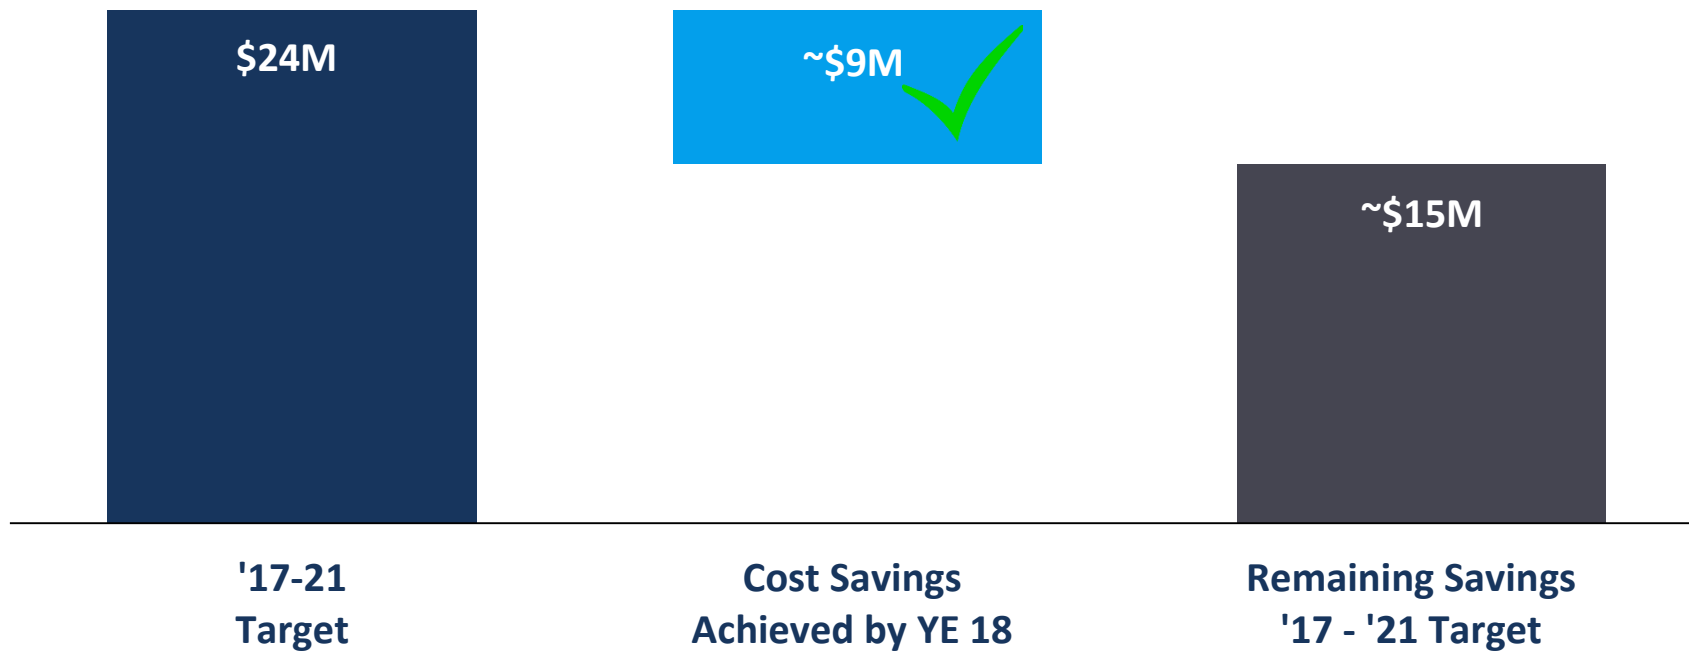 $24M
~$9M
~$15M
'17-21
Target
Cost Savings
Achieved by YE 18
Remaining Savings
'17 - '21 Target